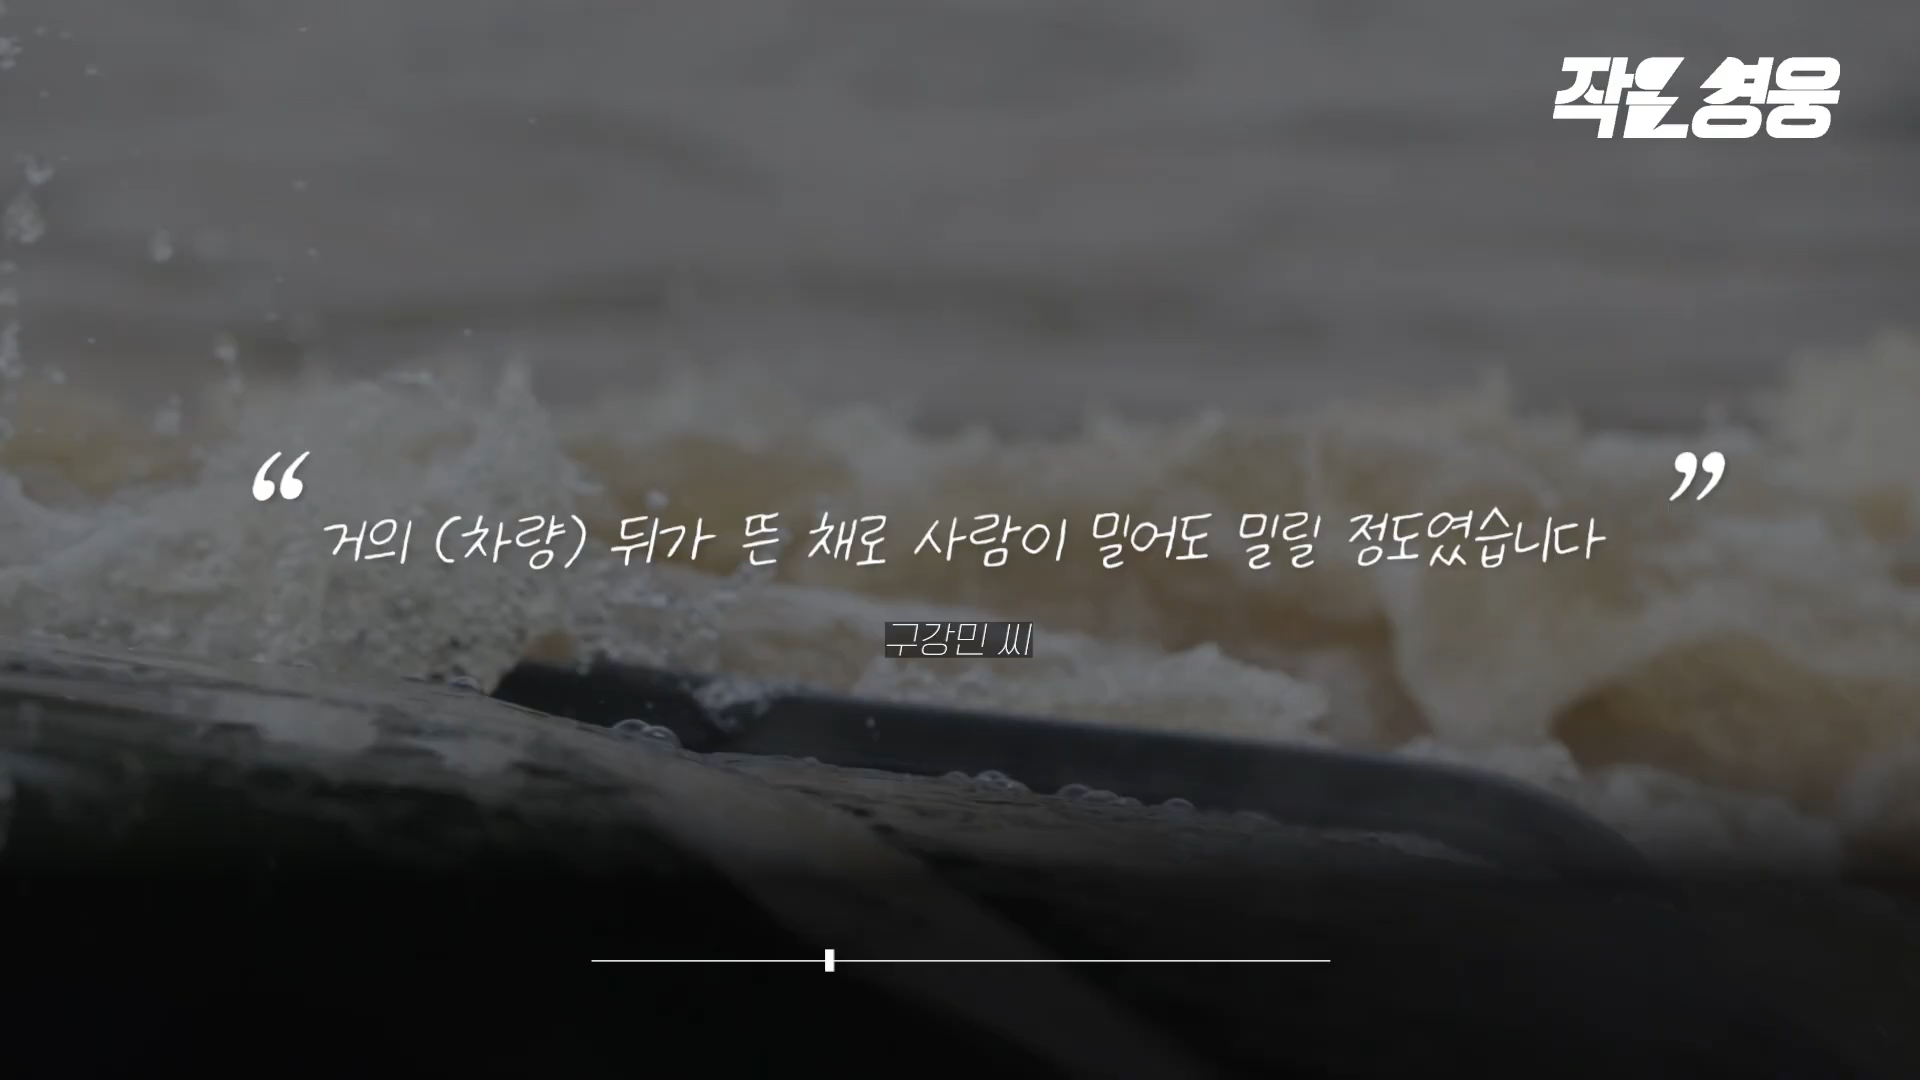 작은 영웅
“거의 (차량) 뒤가 뜬 채로 사람이 밀어도 밀릴 정도였습니다”
구강민 씨